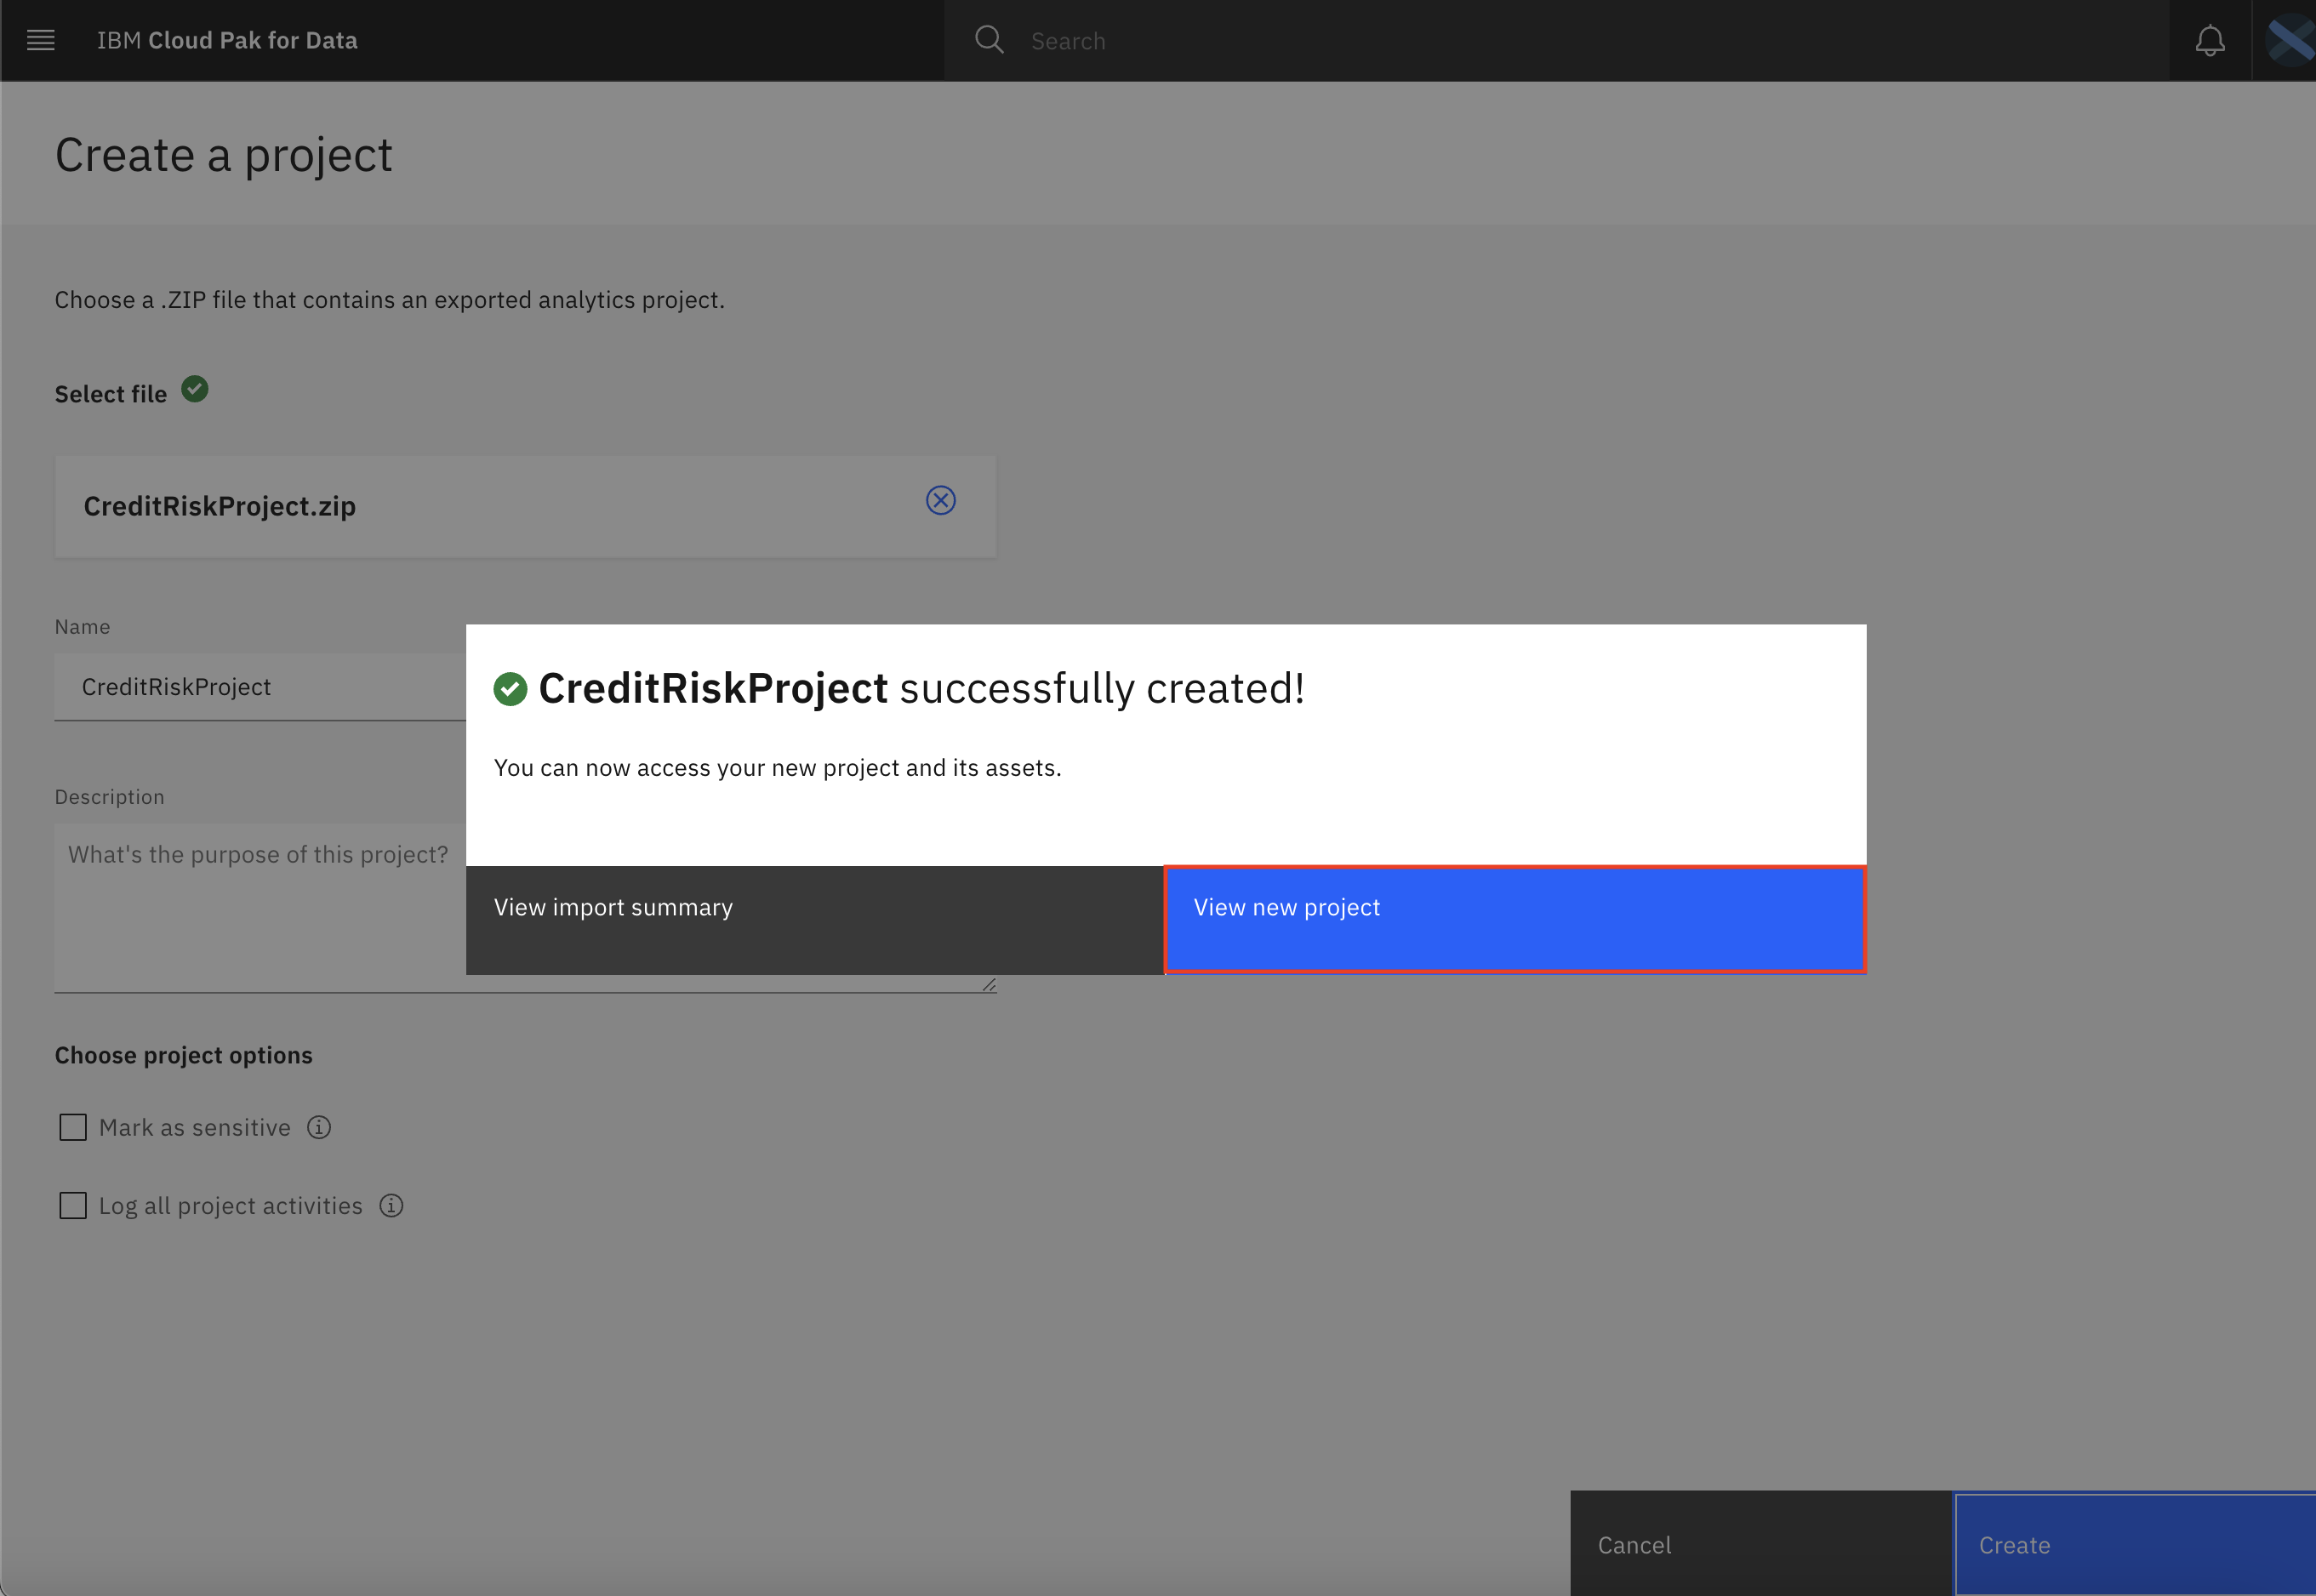 IBM Cloud Pak for Data
Search
Create a project
Choose a .ZIP file that contains an exported analytics project.
Select file
CreditRiskProject.zip
Name
CreditRiskProject
CreditRiskProject successfully created!
You can now access your new project and its assets.
Description
What's the purpose of this project?
View import summary
View new project
Choose project options
Mark as sensitive
Log all project activities
Cancel
Create